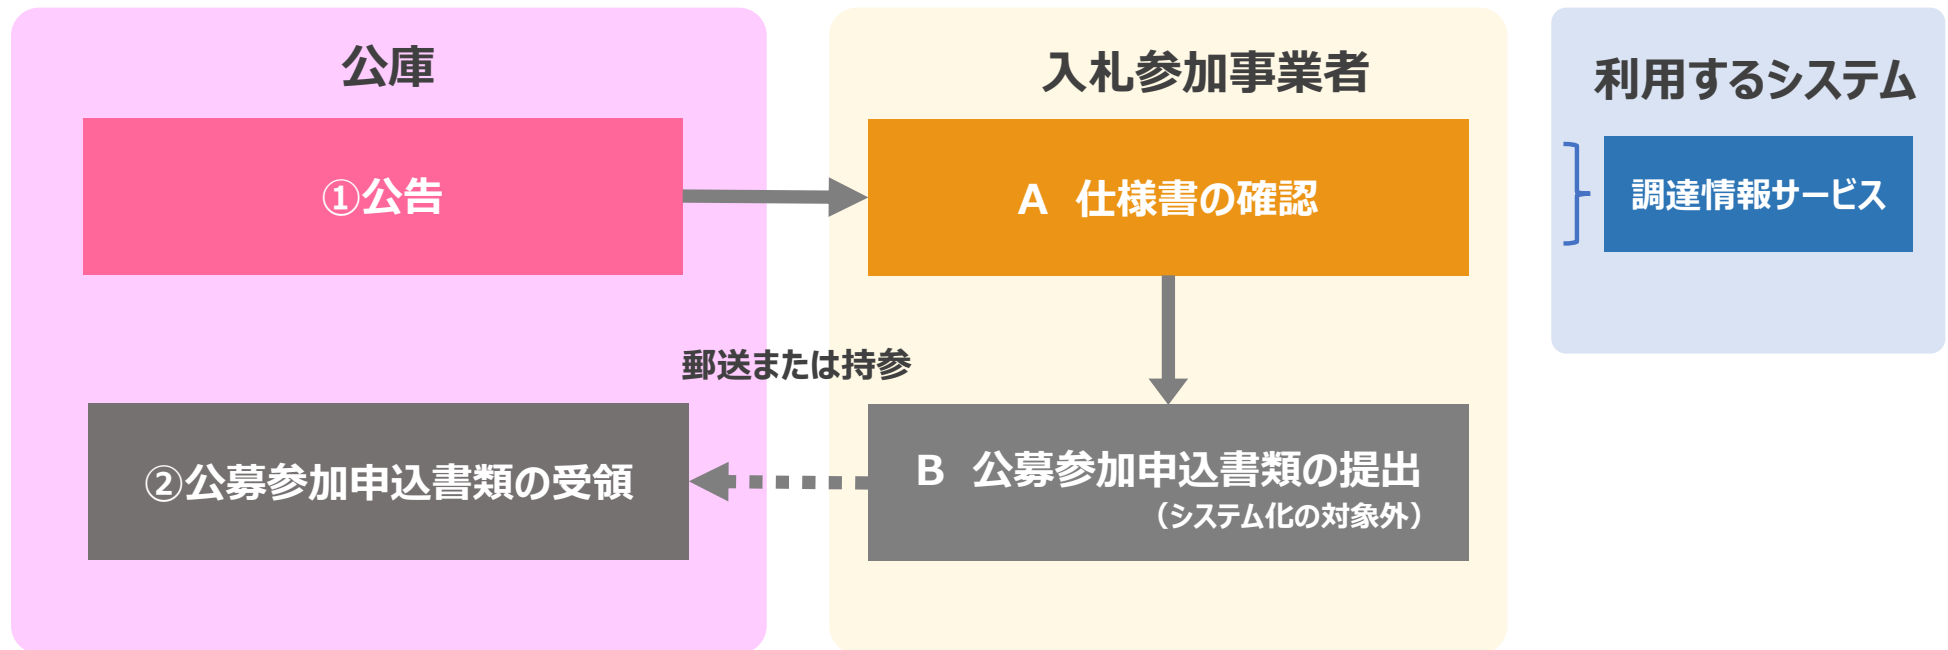 公庫
入札参加事業者
利用するシステム
①公告
A 仕様書の確認
調達情報サービス
郵送または持参
②公募参加申込書類の受領
B 公募参加申込書類の提出
（システム化の対象外）